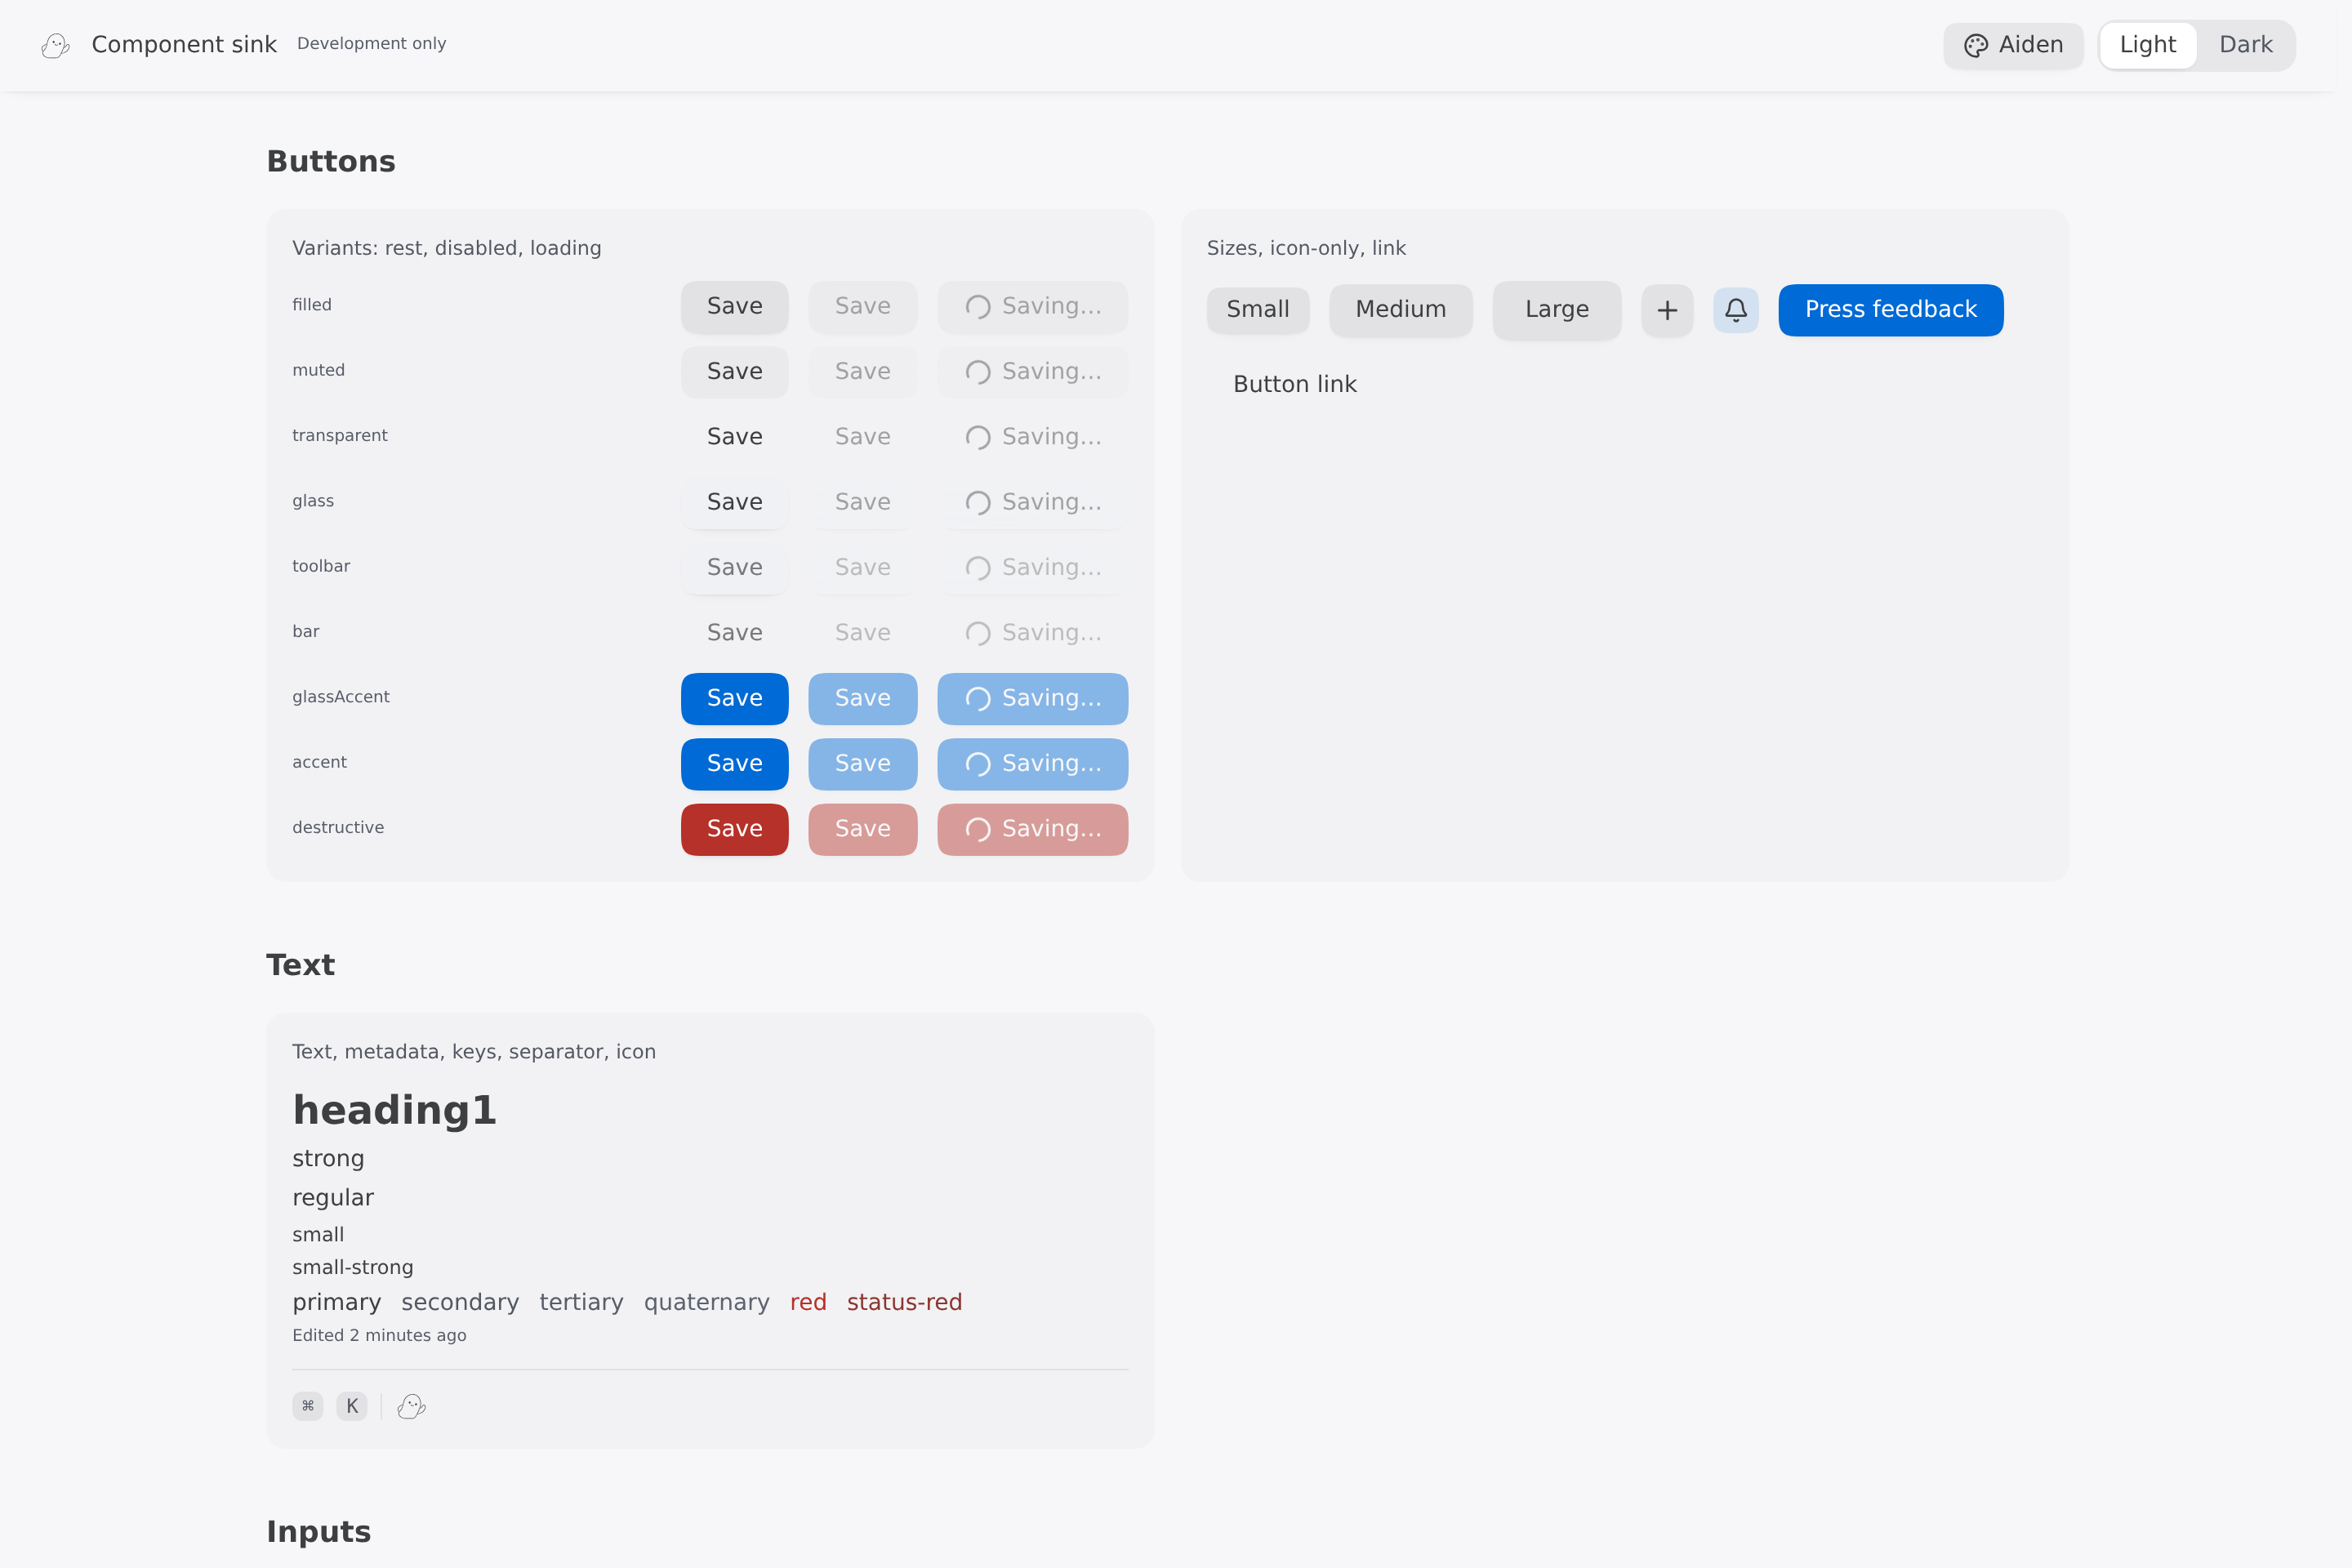 Component sink Development only Aiden Light Dark
Buttons
Variants: rest, disabled, loading
filled Save Save Saving...
muted Save Save Saving...
transparent Save Save Saving...
glass Save Save Saving...
toolbar Save Save Saving...
bar Save Save Saving...
glassAccent Save Save Saving...
accent Save Save Saving...
destructive Save Save Saving...
Sizes, icon-only, link
Small Medium Large + Press feedback
Button link
Text
Text, metadata, keys, separator, icon
heading1
strong
regular
small
small-strong
primary secondary tertiary quaternary red status-red
Edited 2 minutes ago
⌘ K
Inputs